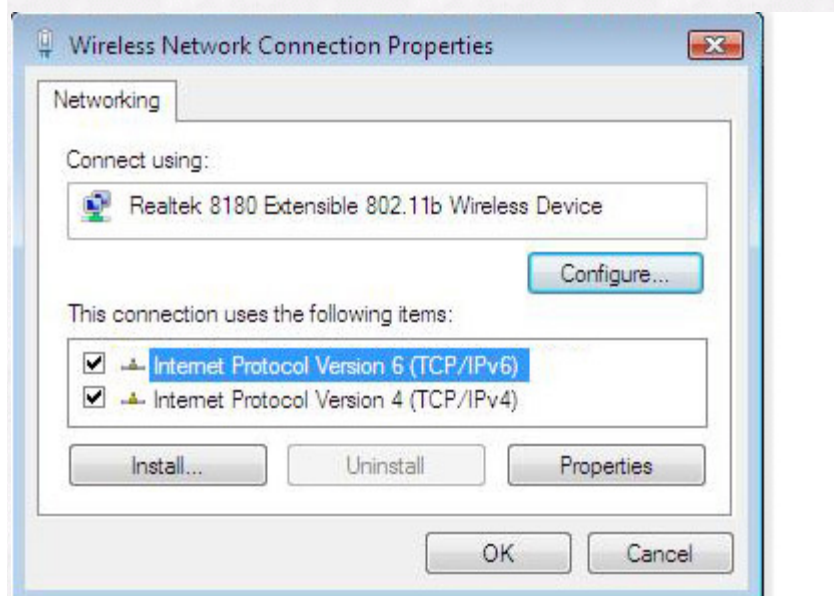 Wireless Network Connection Properties
Networking
Connect using:
Realtek 8180 Extensible 802.11b Wireless Device
Configure...
This connection uses the following items:
Internet Protocol Version 6 (TCP/IPv6)
Internet Protocol Version 4 (TCP/IPv4)
Install... Uninstall Properties
OK Cancel